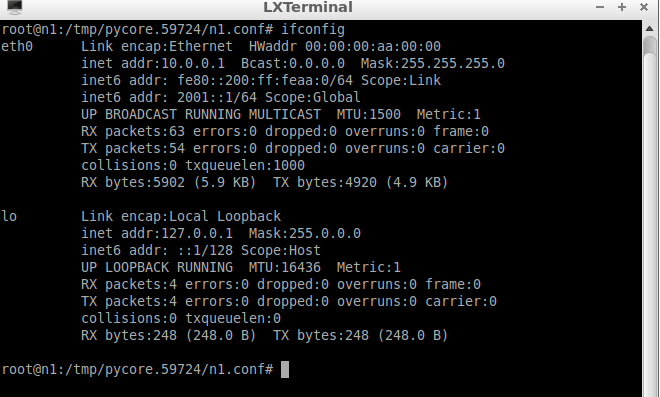 LXTerminal
root@n1:/tmp/pycore.59724/n1.conf# ifconfig
eth0      Link encap:Ethernet  HWaddr 00:00:00:aa:00:00
          inet addr:10.0.0.1  Bcast:0.0.0.0  Mask:255.255.255.0
          inet6 addr: fe80::200:ff:feaa:0/64 Scope:Link
          inet6 addr: 2001::1/64 Scope:Global
          UP BROADCAST RUNNING MULTICAST  MTU:1500  Metric:1
          RX packets:63 errors:0 dropped:0 overruns:0 frame:0
          TX packets:54 errors:0 dropped:0 overruns:0 carrier:0
          collisions:0 txqueuelen:1000
          RX bytes:5902 (5.9 KB)  TX bytes:4920 (4.9 KB)

lo        Link encap:Local Loopback
          inet addr:127.0.0.1  Mask:255.0.0.0
          inet6 addr: ::1/128 Scope:Host
          UP LOOPBACK RUNNING  MTU:16436  Metric:1
          RX packets:4 errors:0 dropped:0 overruns:0 frame:0
          TX packets:4 errors:0 dropped:0 overruns:0 carrier:0
          collisions:0 txqueuelen:0
          RX bytes:248 (248.0 B)  TX bytes:248 (248.0 B)

root@n1:/tmp/pycore.59724/n1.conf#